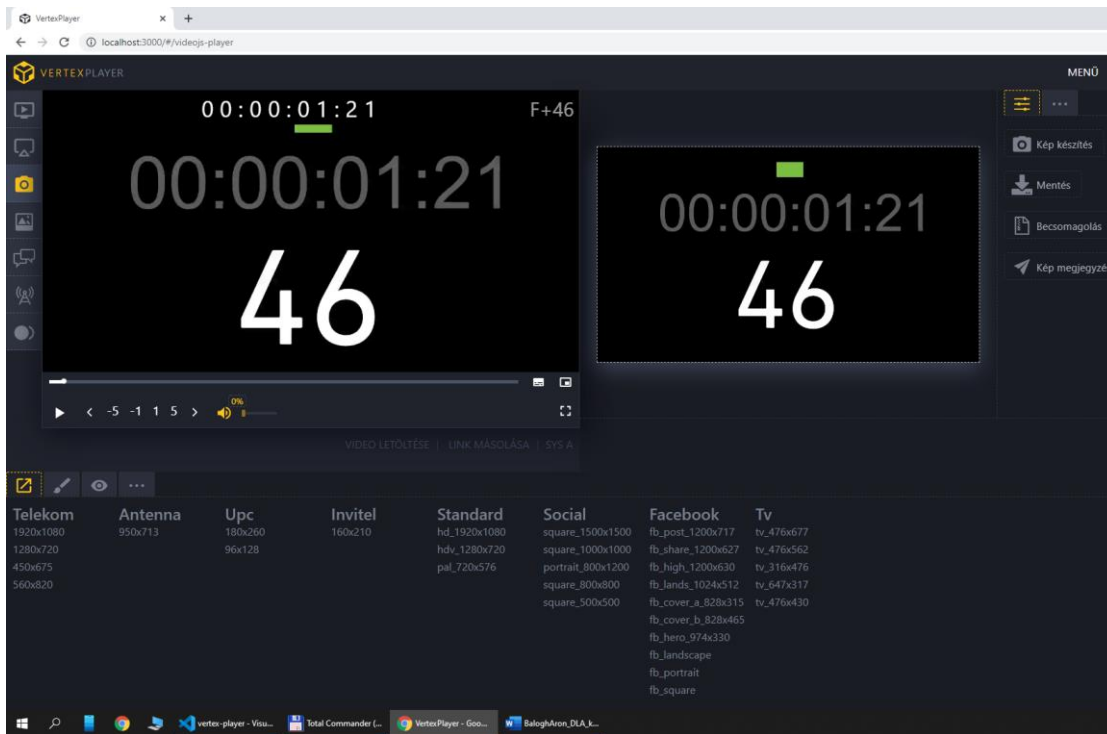 VertexPlayer
localhost:3000/#/videojs-player
VERTEXPLAYER
MENÜ
00:00:01:21
F+46
00:00:01:21
46
00:00:01:21
46
Kép készítés
Mentés
Becsomagolás
Kép megjegyzé
-5 -1 1 5
0%
VIDEO LETÖLTÉSE | LINK MÁSOLÁSA | SYS A
Telekom
1920x1080
1280x720
450x675
560x820
Antenna
950x713
Upc
180x260
96x128
Invitel
160x210
Standard
hd_1920x1080
hdv_1280x720
pal_720x576
Social
square_1500x1500
square_1000x1000
portrait_800x1200
square_800x800
square_500x500
Facebook
fb_post_1200x717
fb_share_1200x627
fb_high_1200x630
fb_lands_1024x512
fb_cover_a_828x315
fb_cover_b_828x465
fb_hero_974x330
fb_landscape
fb_portrait
fb_square
Tv
tv_476x677
tv_476x562
tv_316x476
tv_647x317
tv_476x430
vertex-player - Visu...
Total Commander (...
VertexPlayer - Goo...
BaloghAron_DLA_k...